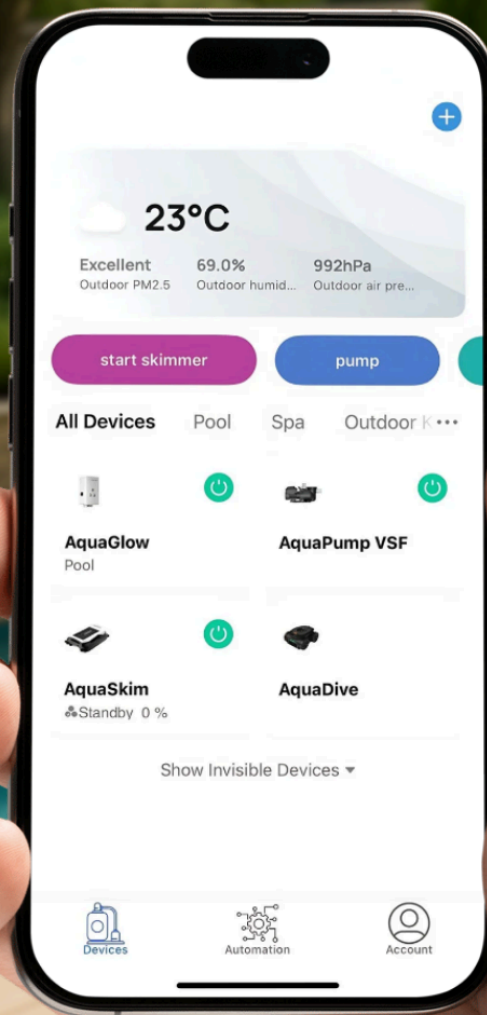 23°C
Excellent 69.0% 992hPa
Outdoor PM2.5 Outdoor humid... Outdoor air pre...
start skimmer pump
All Devices Pool Spa Outdoor K •••
AquaGlow AquaPump VSF
Pool
AquaSkim AquaDive
Standby 0 %
Show Invisible Devices
Devices Automation Account